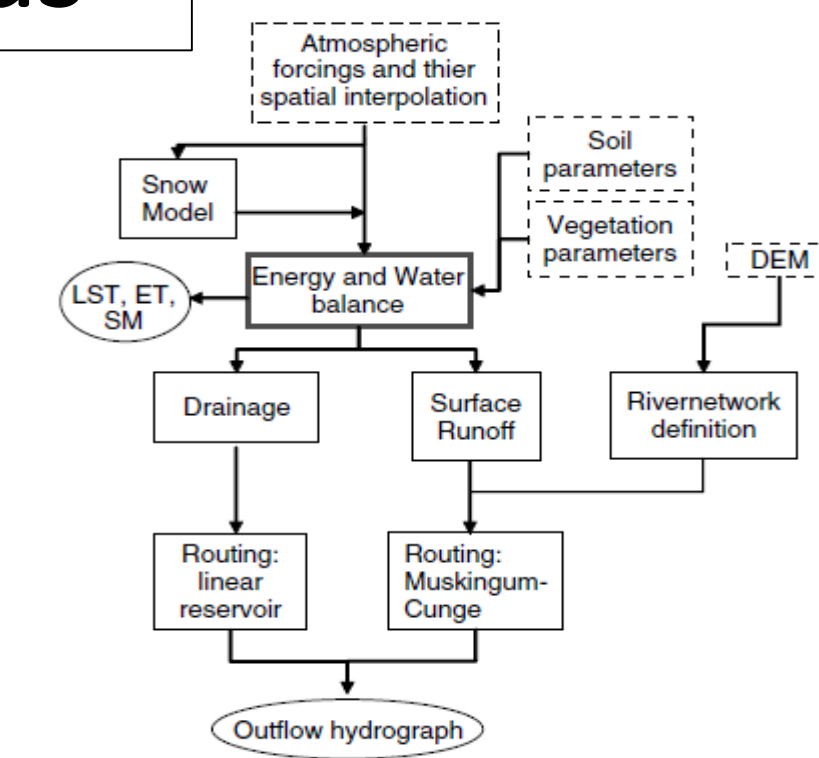 Atmospheric
forcings and thier
spatial interpolation
Soil
parameters
Snow
Model
Vegetation
parameters
DEM
Energy and Water
balance
LST, ET,
SM
Drainage
Surface
Runoff
Rivernetwork
definition
Routing:
linear
reservoir
Routing:
Muskingum-
Cunge
Outflow hydrograph